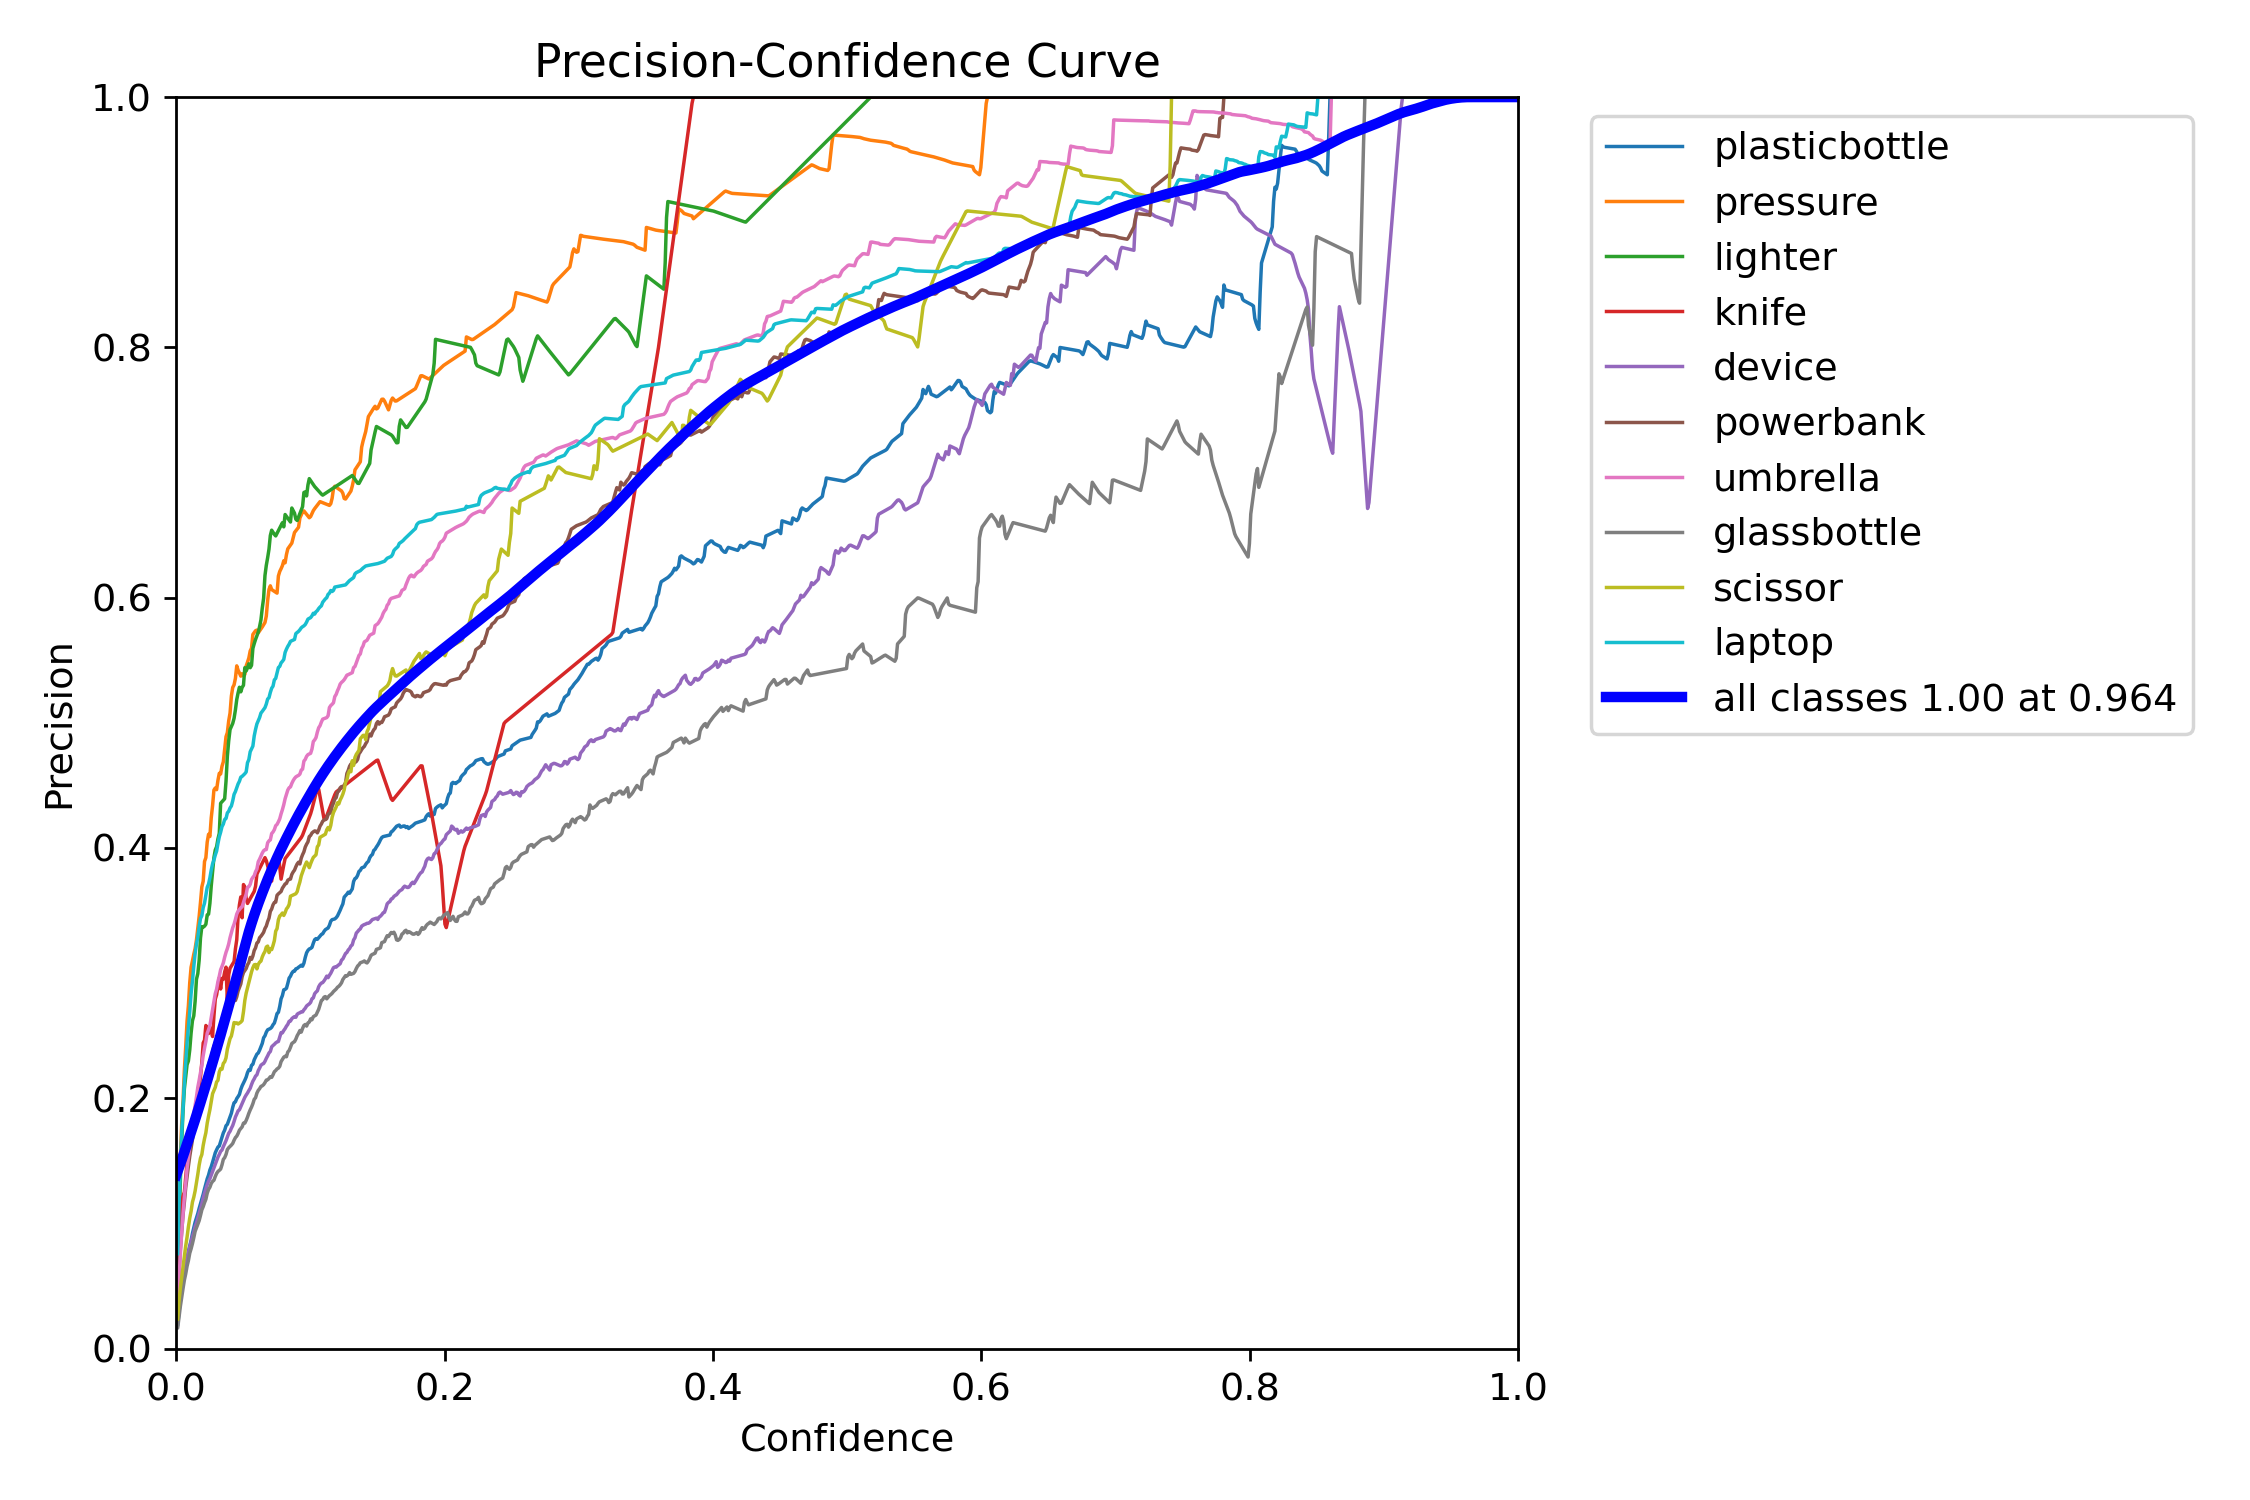 Precision-Confidence Curve
1.0
0.8
0.6
0.4
0.2
0.0
Precision
0.0 0.2 0.4 0.6 0.8 1.0
Confidence
plasticbottle
pressure
lighter
knife
device
powerbank
umbrella
glassbottle
scissor
laptop
all classes 1.00 at 0.964